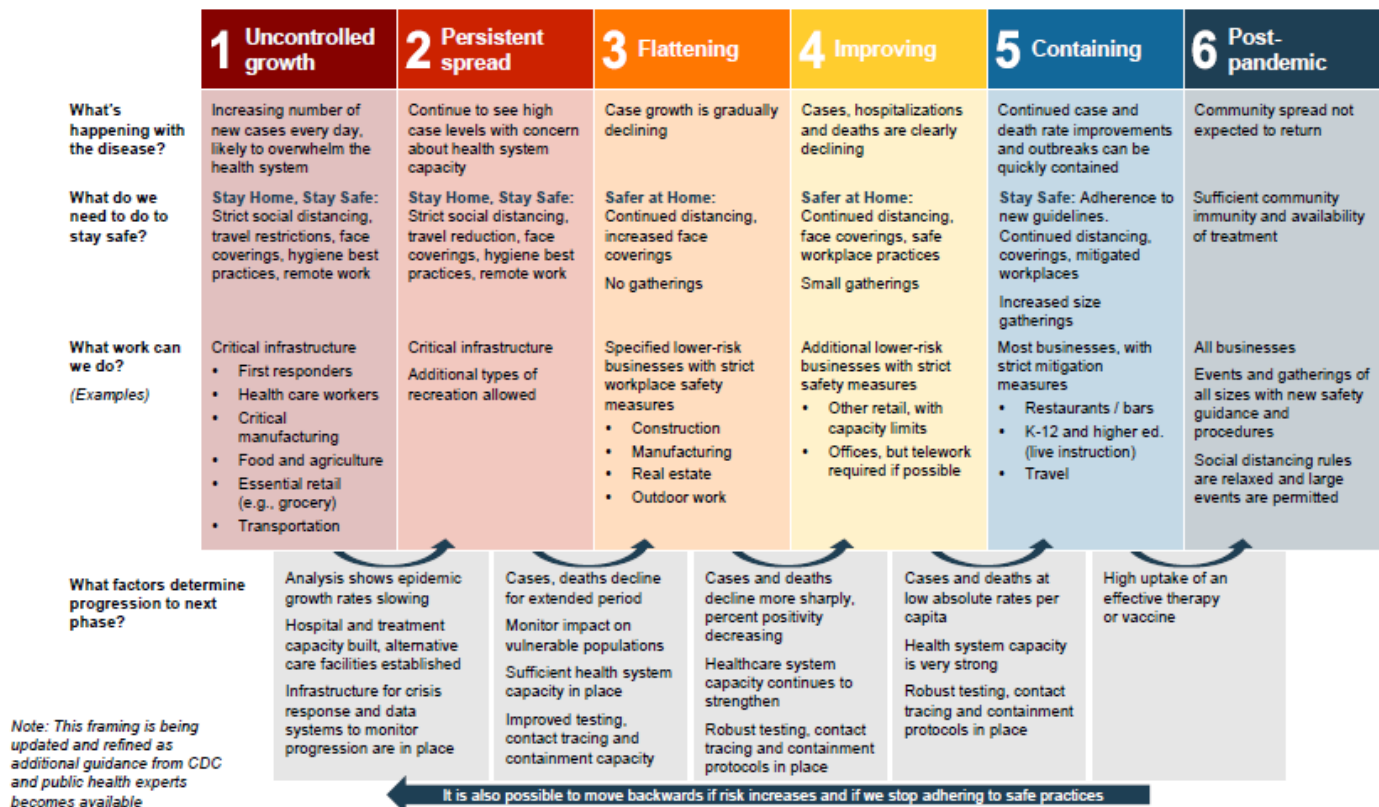 1 Uncontrolled
growth
2 Persistent
spread
3 Flattening
4 Improving
5 Containing
6 Post-
pandemic
What's
happening with
the disease?
Increasing number of
new cases every day,
likely to overwhelm the
health system
Continue to see high
case levels with concern
about health system
capacity
Case growth is gradually
declining
Cases, hospitalizations
and deaths are clearly
declining
Continued case and
death rate improvements
and outbreaks can be
quickly contained
Community spread not
expected to return
What do we
need to do to
stay safe?
Stay Home, Stay Safe:
Strict social distancing,
travel restrictions, face
coverings, hygiene best
practices, remote work
Stay Home, Stay Safe:
Strict social distancing,
travel reduction, face
coverings, hygiene best
practices, remote work
Safer at Home:
Continued distancing,
increased face
coverings
No gatherings
Safer at Home:
Continued distancing,
face coverings, safe
workplace practices
Small gatherings
Stay Safe: Adherence to
new guidelines.
Continued distancing,
coverings, mitigated
workplaces
Increased size
gatherings
Sufficient community
immunity and availability
of treatment
What work can
we do?
(Examples)
Critical infrastructure
• First responders
• Health care workers
• Critical
manufacturing
• Food and agriculture
• Essential retail
(e.g., grocery)
• Transportation
Critical infrastructure
Additional types of
recreation allowed
Specified lower-risk
businesses with strict
workplace safety
measures
• Construction
• Manufacturing
• Real estate
• Outdoor work
Additional lower-risk
businesses with strict
safety measures
• Other retail, with
capacity limits
• Offices, but telework
required if possible
Most businesses, with
strict mitigation
measures
• Restaurants / bars
• K-12 and higher ed.
(live instruction)
• Travel
All businesses
Events and gatherings of
all sizes with new safety
guidance and
procedures
Social distancing rules
are relaxed and large
events are permitted
What factors determine
progression to next
phase?
Analysis shows epidemic
growth rates slowing
Hospital and treatment
capacity built, alternative
care facilities established
Infrastructure for crisis
response and data
systems to monitor
progression are in place
Cases, deaths decline
for extended period
Monitor impact on
vulnerable populations
Sufficient health system
capacity in place
Improved testing,
contact tracing and
containment capacity
Cases and deaths
decline more sharply,
percent positivity
decreasing
Healthcare system
capacity continues to
strengthen
Robust testing, contact
tracing and containment
protocols in place
Cases and deaths at
low absolute rates per
capita
Health system capacity
is very strong
Robust testing, contact
tracing and containment
protocols in place
High uptake of an
effective therapy
or vaccine
Note: This framing is being
updated and refined as
additional guidance from CDC
and public health experts
becomes available
It is also possible to move backwards if risk increases and if we stop adhering to safe practices